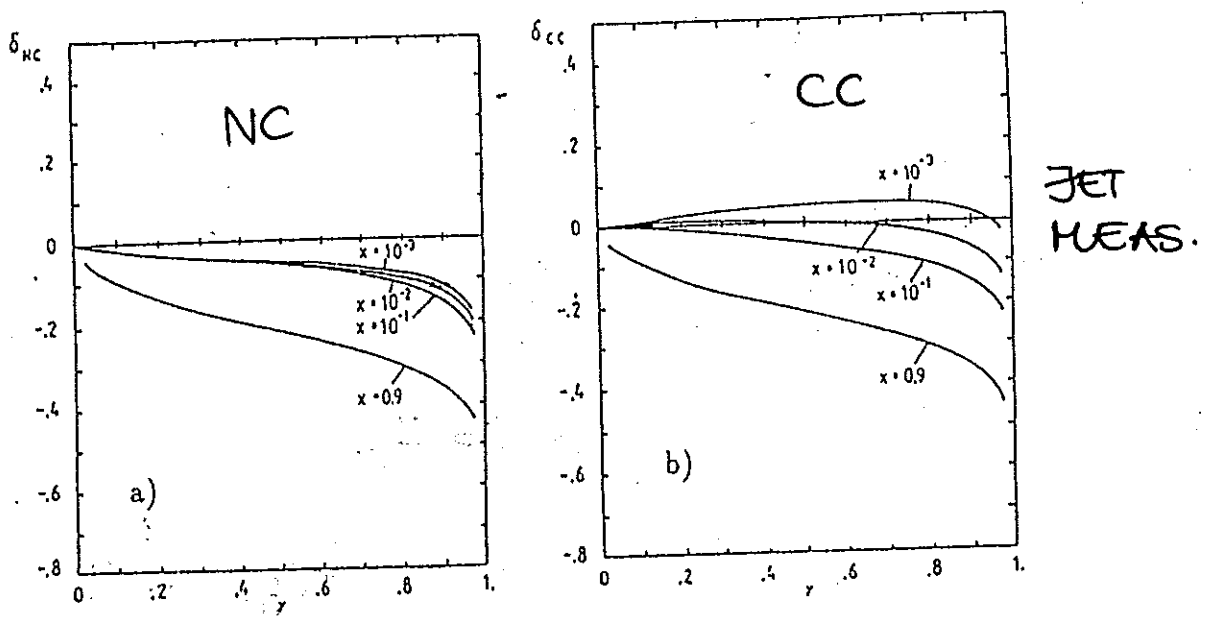 δNC
.4
.2
0
-.2
-.4
-.6
-.8
NC
x = 10⁻³
x = 10⁻²
x = 10⁻¹
x = 0.9
a)
0 .2 .4 .6 .8 1.
y
δCC
.4
.2
0
-.2
-.4
-.6
-.8
CC
x = 10⁻³
x = 10⁻²
x = 10⁻¹
x = 0.9
b)
0 .2 .4 .6 .8 1.
y
JET
MEAS.